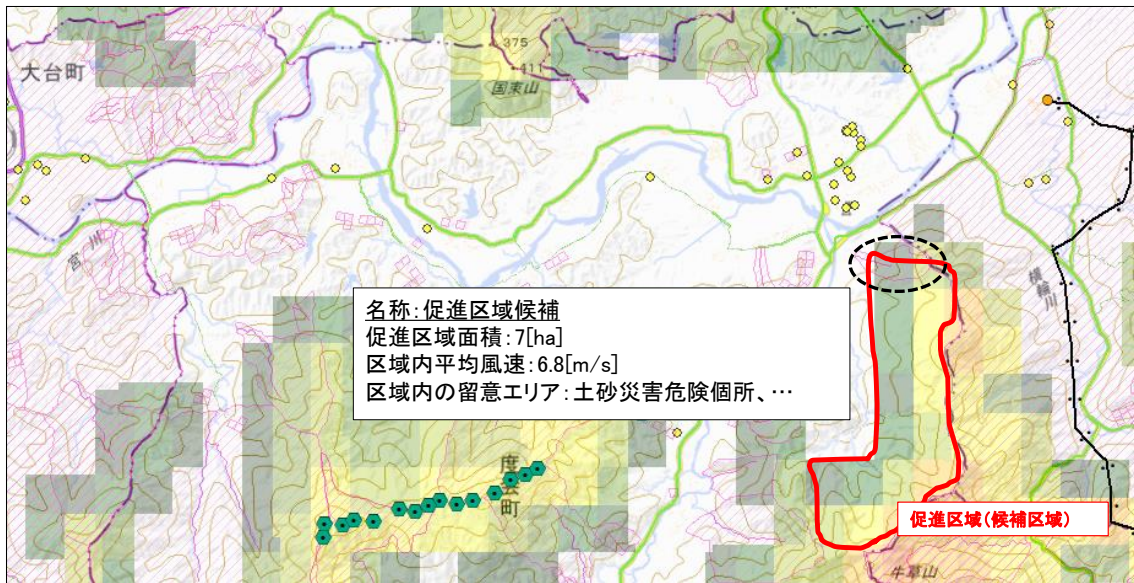 375
大台町
411
国束山
宮川
横輪川
名称:促進区域候補
促進区域面積:7[ha]
区域内平均風速:6.8[m/s]
区域内の留意エリア:土砂災害危険個所、…
度会町
促進区域(候補区域)
牛草山